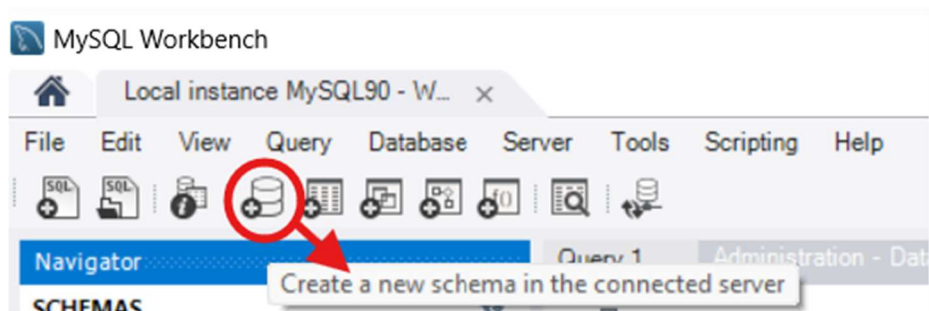 MySQL Workbench
Local instance MySQL90 - W...
File Edit View Query Database Server Tools Scripting Help
SQL SQL
Navigator Query 1 Administration - Dat
Create a new schema in the connected server
SCHEMAS